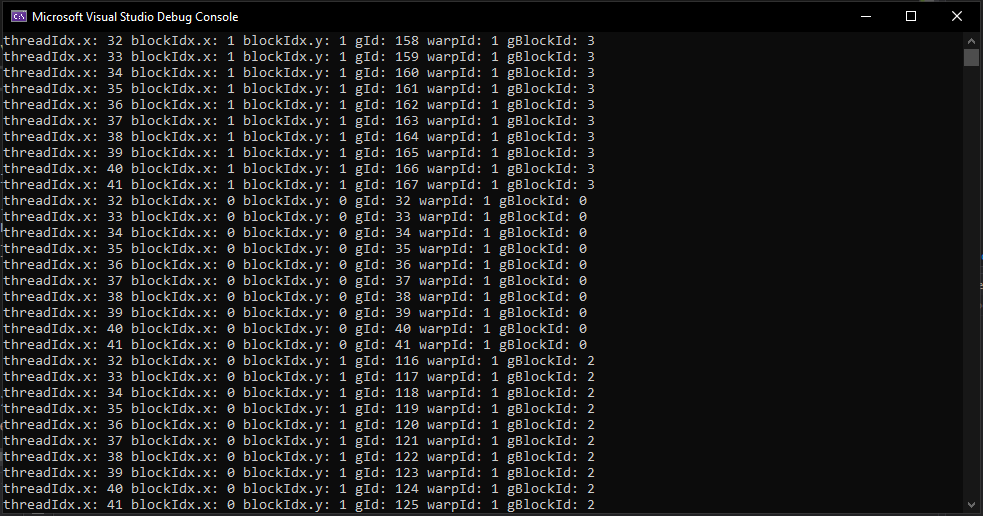 Microsoft Visual Studio Debug Console
threadIdx.x: 32 blockIdx.x: 1 blockIdx.y: 1 gId: 158 warpId: 1 gBlockId: 3
threadIdx.x: 33 blockIdx.x: 1 blockIdx.y: 1 gId: 159 warpId: 1 gBlockId: 3
threadIdx.x: 34 blockIdx.x: 1 blockIdx.y: 1 gId: 160 warpId: 1 gBlockId: 3
threadIdx.x: 35 blockIdx.x: 1 blockIdx.y: 1 gId: 161 warpId: 1 gBlockId: 3
threadIdx.x: 36 blockIdx.x: 1 blockIdx.y: 1 gId: 162 warpId: 1 gBlockId: 3
threadIdx.x: 37 blockIdx.x: 1 blockIdx.y: 1 gId: 163 warpId: 1 gBlockId: 3
threadIdx.x: 38 blockIdx.x: 1 blockIdx.y: 1 gId: 164 warpId: 1 gBlockId: 3
threadIdx.x: 39 blockIdx.x: 1 blockIdx.y: 1 gId: 165 warpId: 1 gBlockId: 3
threadIdx.x: 40 blockIdx.x: 1 blockIdx.y: 1 gId: 166 warpId: 1 gBlockId: 3
threadIdx.x: 41 blockIdx.x: 1 blockIdx.y: 1 gId: 167 warpId: 1 gBlockId: 3
threadIdx.x: 32 blockIdx.x: 0 blockIdx.y: 0 gId: 32 warpId: 1 gBlockId: 0
threadIdx.x: 33 blockIdx.x: 0 blockIdx.y: 0 gId: 33 warpId: 1 gBlockId: 0
threadIdx.x: 34 blockIdx.x: 0 blockIdx.y: 0 gId: 34 warpId: 1 gBlockId: 0
threadIdx.x: 35 blockIdx.x: 0 blockIdx.y: 0 gId: 35 warpId: 1 gBlockId: 0
threadIdx.x: 36 blockIdx.x: 0 blockIdx.y: 0 gId: 36 warpId: 1 gBlockId: 0
threadIdx.x: 37 blockIdx.x: 0 blockIdx.y: 0 gId: 37 warpId: 1 gBlockId: 0
threadIdx.x: 38 blockIdx.x: 0 blockIdx.y: 0 gId: 38 warpId: 1 gBlockId: 0
threadIdx.x: 39 blockIdx.x: 0 blockIdx.y: 0 gId: 39 warpId: 1 gBlockId: 0
threadIdx.x: 40 blockIdx.x: 0 blockIdx.y: 0 gId: 40 warpId: 1 gBlockId: 0
threadIdx.x: 41 blockIdx.x: 0 blockIdx.y: 0 gId: 41 warpId: 1 gBlockId: 0
threadIdx.x: 32 blockIdx.x: 0 blockIdx.y: 1 gId: 116 warpId: 1 gBlockId: 2
threadIdx.x: 33 blockIdx.x: 0 blockIdx.y: 1 gId: 117 warpId: 1 gBlockId: 2
threadIdx.x: 34 blockIdx.x: 0 blockIdx.y: 1 gId: 118 warpId: 1 gBlockId: 2
threadIdx.x: 35 blockIdx.x: 0 blockIdx.y: 1 gId: 119 warpId: 1 gBlockId: 2
threadIdx.x: 36 blockIdx.x: 0 blockIdx.y: 1 gId: 120 warpId: 1 gBlockId: 2
threadIdx.x: 37 blockIdx.x: 0 blockIdx.y: 1 gId: 121 warpId: 1 gBlockId: 2
threadIdx.x: 38 blockIdx.x: 0 blockIdx.y: 1 gId: 122 warpId: 1 gBlockId: 2
threadIdx.x: 39 blockIdx.x: 0 blockIdx.y: 1 gId: 123 warpId: 1 gBlockId: 2
threadIdx.x: 40 blockIdx.x: 0 blockIdx.y: 1 gId: 124 warpId: 1 gBlockId: 2
threadIdx.x: 41 blockIdx.x: 0 blockIdx.y: 1 gId: 125 warpId: 1 gBlockId: 2